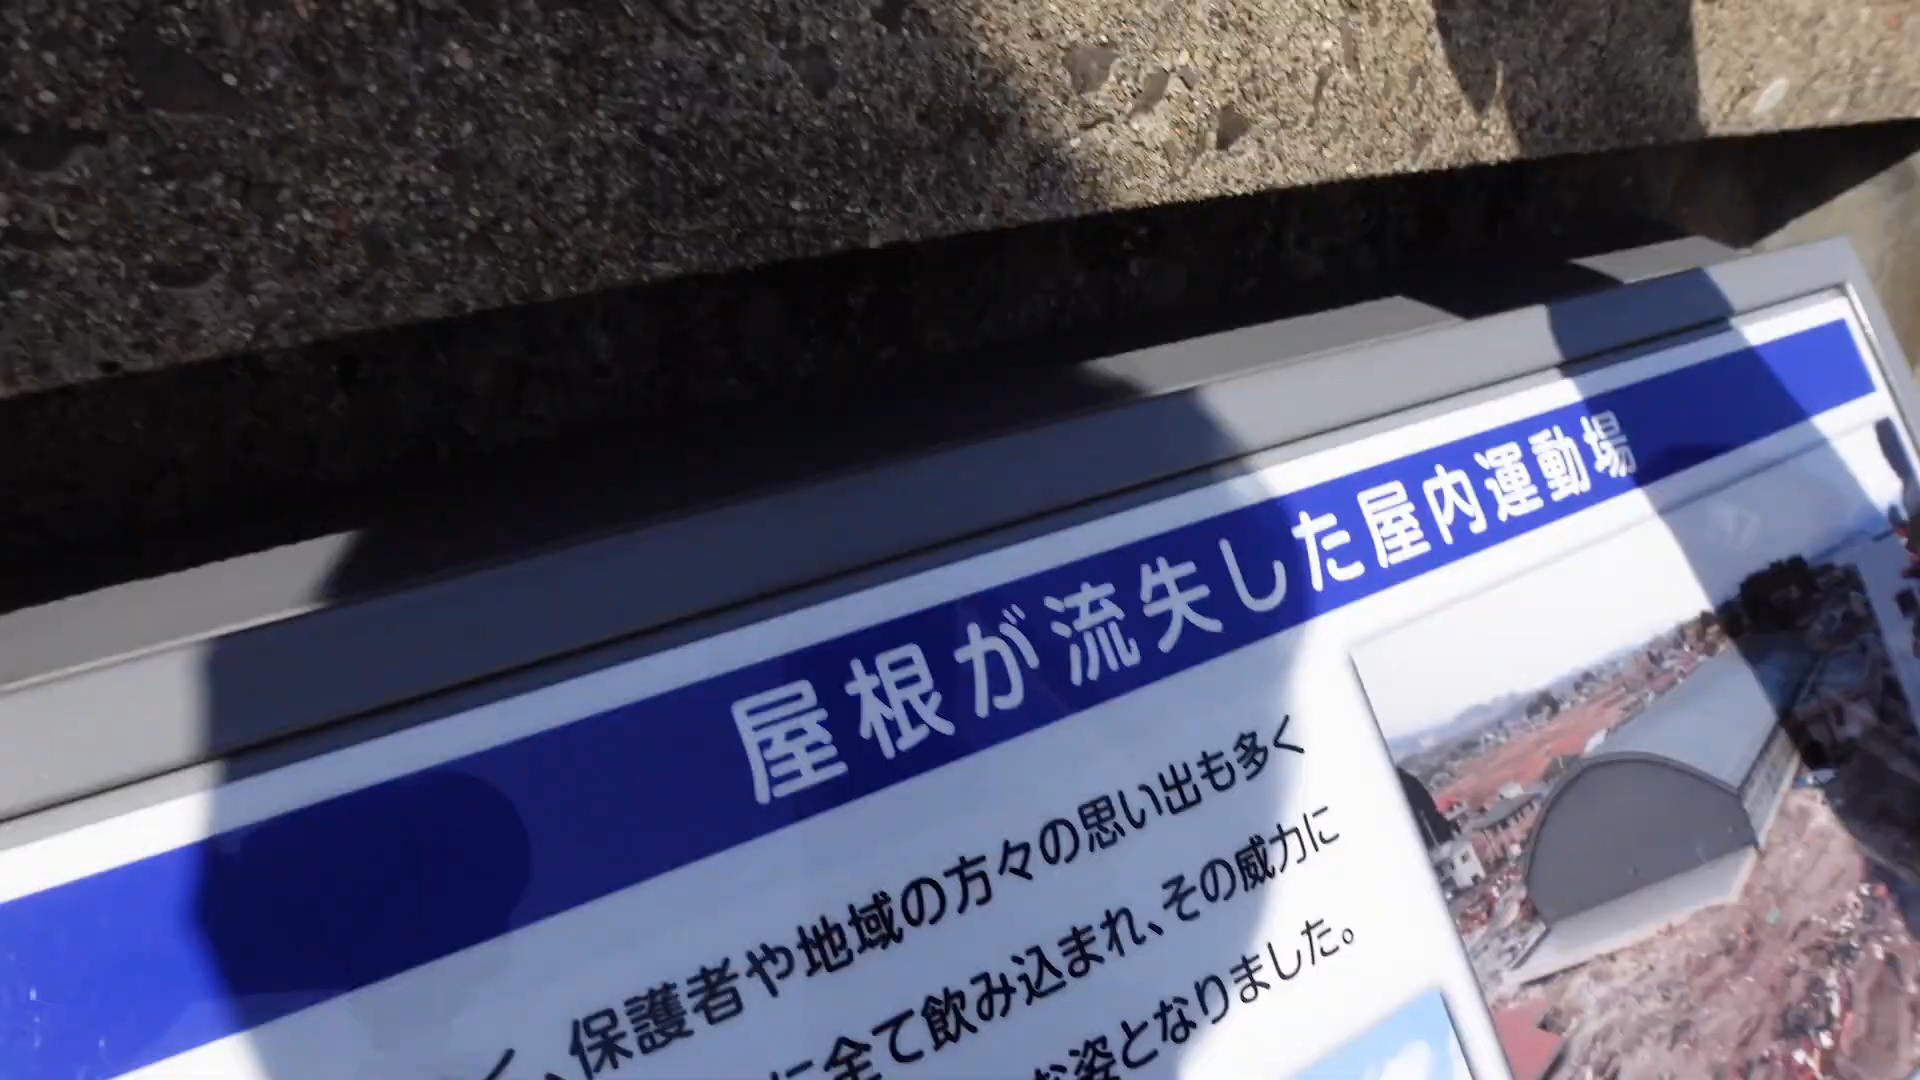 屋根が流失した屋内運動場
、保護者や地域の方々の思い出も多く
に全て飲み込まれ、その威力に
お姿となりました。